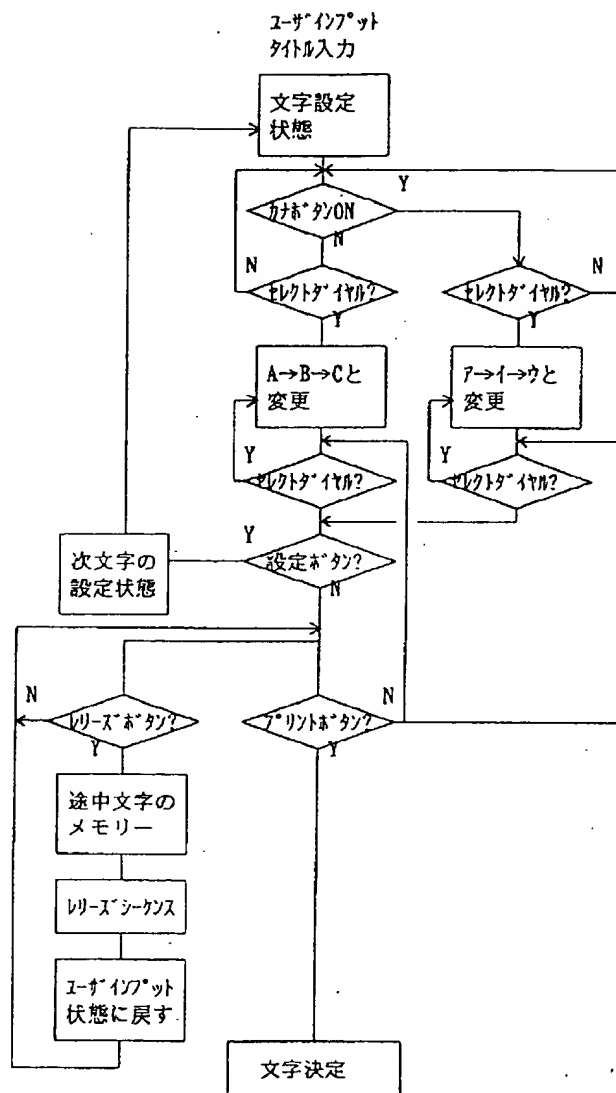 ユーザインプット
タイトル入力
文字設定
状態
Y
カナボタンON
N
N
N
セレクトダイヤル?
セレクトダイヤル?
Y
Y
A→B→Cと
変更
ア→イ→ウと
変更
Y
Y
セレクトダイヤル?
セレクトダイヤル?
Y
次文字の
設定状態
設定ボタン?
N
N
N
レリーズボタン?
プリントボタン?
Y
Y
途中文字の
メモリー
レリーズシーケンス
ユーザインプット
状態に戻す
文字決定